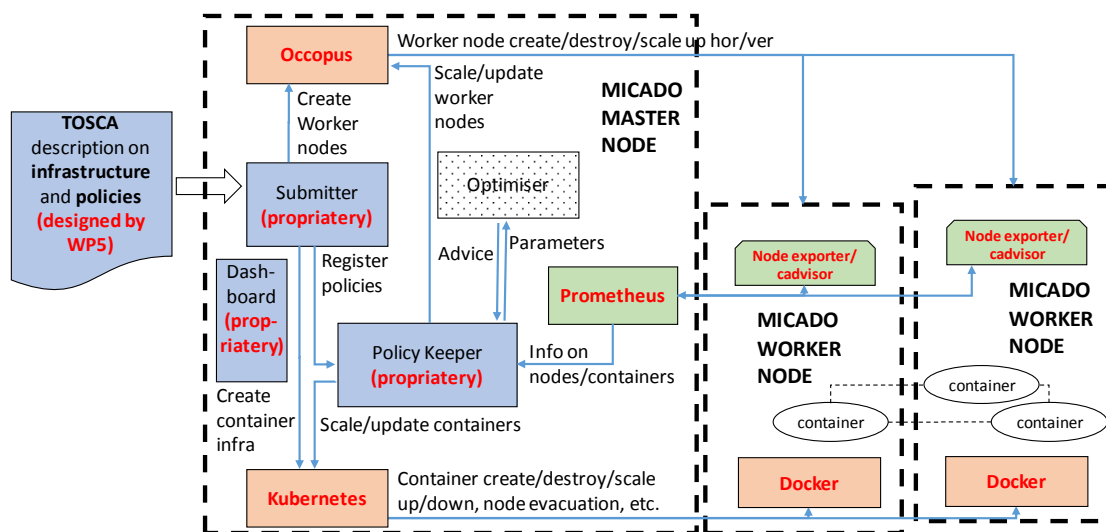 Occopus
Worker node create/destroy/scale up hor/ver
Scale/update
worker
nodes
MICADO
MASTER
NODE
Create
Worker
nodes
TOSCA
description on
infrastructure
and policies
(designed by
WP5)
Submitter
(propriatery)
Optimiser
Node exporter/
cadvisor
Node exporter/
cadvisor
Advice
Parameters
Register
policies
Dash-
board
(prop-
riatery)
Prometheus
MICADO
WORKER
NODE
MICADO
WORKER
NODE
Policy Keeper
(propriatery)
Info on
nodes/containers
container
container
container
Create
container
infra
Scale/update containers
Kubernetes
Container create/destroy/scale
up/down, node evacuation, etc.
Docker
Docker